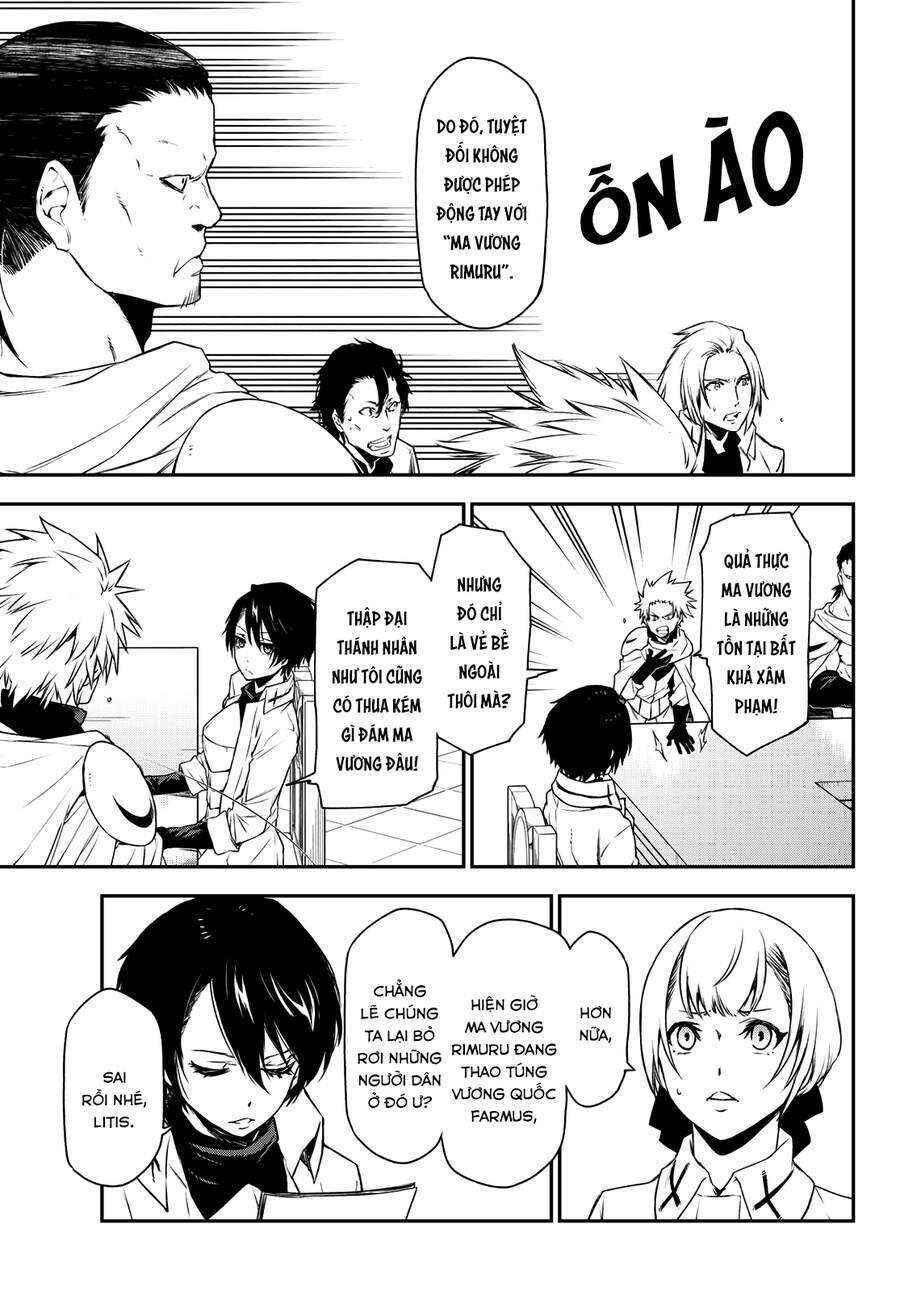 ỒN ÀO
DO ĐÓ, TUYỆT
ĐỐI KHÔNG
ĐƯỢC PHÉP
ĐỘNG TAY VỚI
"MA VƯƠNG
RIMURU".
QUẢ THỰC
MA VƯƠNG
LÀ NHỮNG
TỒN TẠI BẤT
KHẢ XÂM
PHẠM!
NHƯNG
ĐÓ CHỈ
LÀ VẺ BỀ
NGOÀI
THÔI MÀ?
THẬP ĐẠI
THÁNH NHÂN
NHƯ TÔI CŨNG
CÓ THUA KÉM
GÌ ĐÁM MA
VƯƠNG ĐÂU!
HƠN
NỮA,
HIỆN GIỜ
MA VƯƠNG
RIMURU ĐANG
THAO TÚNG
VƯƠNG QUỐC
FARMUS,
CHẲNG
LẼ CHÚNG
TA LẠI BỎ
RƠI NHỮNG
NGƯỜI DÂN
Ở ĐÓ Ư?
SAI
RỒI NHÉ,
LITIS.